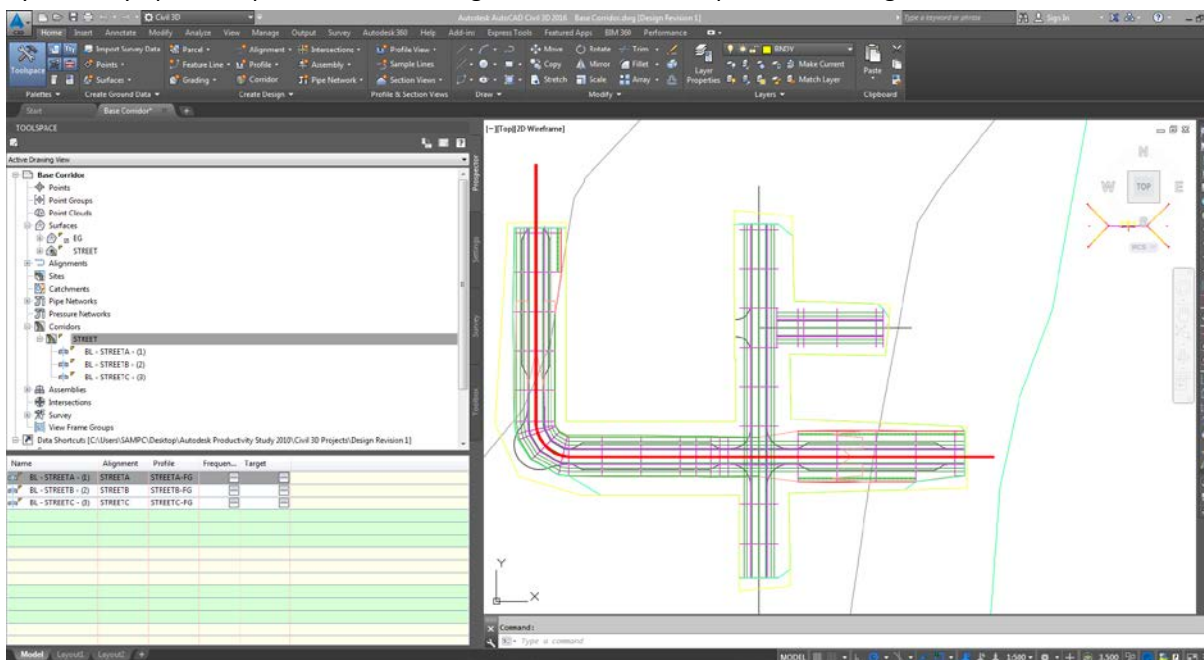 Civil 3D
Autodesk AutoCAD Civil 3D 2016 Base Corridor.dwg [Design Revision 1]
Type a keyword or phrase
Sign In
Home Insert Annotate Modify Analyze View Manage Output Survey Autodesk 360 Help Add-ins Express Tools Featured Apps BIM 360 Performance
Toolspace
Import Survey Data
Points
Surfaces
Parcel
Feature Line
Grading
Alignment
Profile
Corridor
Intersections
Assembly
Pipe Network
Profile View
Sample Lines
Section Views
Move
Copy
Stretch
Rotate
Mirror
Scale
Trim
Fillet
Array
Layer
Properties
BNDY
Make Current
Match Layer
Paste
Palettes Create Ground Data Create Design Profile & Section Views Draw Modify Layers Clipboard
Start Base Corridor*
TOOLSPACE
Active Drawing View
Base Corridor
Points
Point Groups
Point Clouds
Surfaces
EG
STREET
Alignments
Sites
Catchments
Pipe Networks
Pressure Networks
Corridors
STREET
BL - STREETA - (1)
BL - STREETB - (2)
BL - STREETC - (3)
Assemblies
Intersections
Survey
View Frame Groups
Data Shortcuts [C:\Users\SAMPC\Desktop\Autodesk Productvity Study 2010\Civil 3D Projects\Design Revision 1]
Prospector
Settings
Survey
Toolbox
Name Alignment Profile Frequen... Target
BL - STREETA - (1) STREETA STREETA-FG
BL - STREETB - (2) STREETB STREETB-FG
BL - STREETC - (3) STREETC STREETC-FG
[-][Top][2D Wireframe]
N
W TOP E
WCS
Y
X
Command:
Type a command
Model Layout1 Layout2 +
MODEL 1:500 3.500